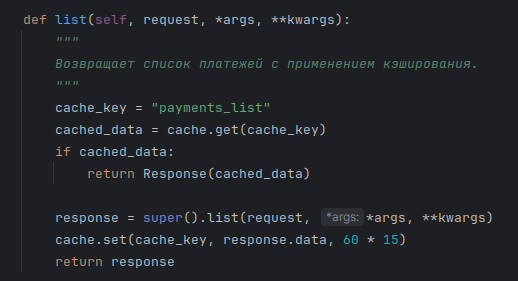 def list(self, request, *args, **kwargs):
"""
Возвращает список платежей с применением кэширования.
"""
cache_key = "payments_list"
cached_data = cache.get(cache_key)
if cached_data:
return Response(cached_data)
response = super().list(request, *args: *args, **kwargs)
cache.set(cache_key, response.data, 60 * 15)
return response